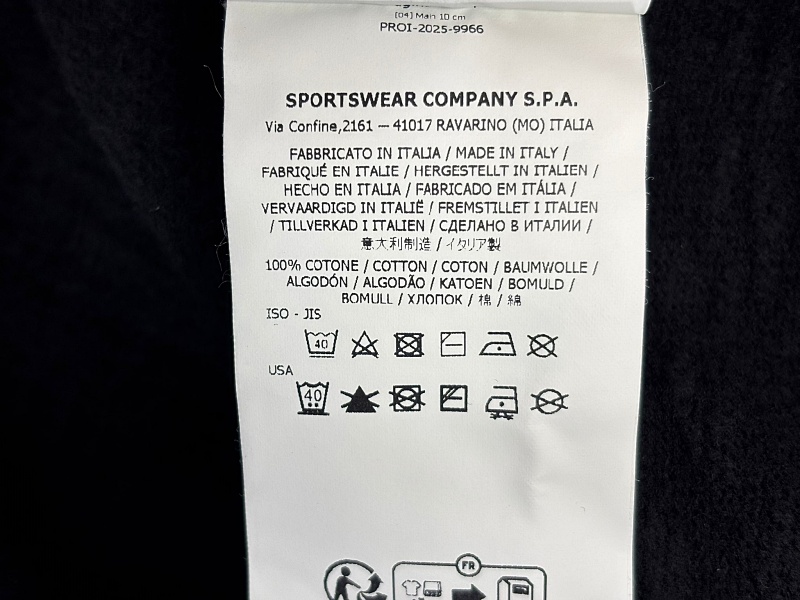 [04] Main 10 cm
PROI-2025-9966
SPORTSWEAR COMPANY S.P.A.
Via Confine,2161 — 41017 RAVARINO (MO) ITALIA
FABBRICATO IN ITALIA / MADE IN ITALY /
FABRIQUÉ EN ITALIE / HERGESTELLT IN ITALIEN /
HECHO EN ITALIA / FABRICADO EM ITÁLIA /
VERVAARDIGD IN ITALIË / FREMSTILLET I ITALIEN
/ TILLVERKAD I ITALIEN / СДЕЛАНО В ИТАЛИИ /
意大利制造 / イタリア製
100% COTONE / COTTON / COTON / BAUMWOLLE /
ALGODÓN / ALGODÃO / KATOEN / BOMULD /
BOMULL / ХЛОПОК / 棉 / 綿
ISO - JIS
40
USA
40
FR